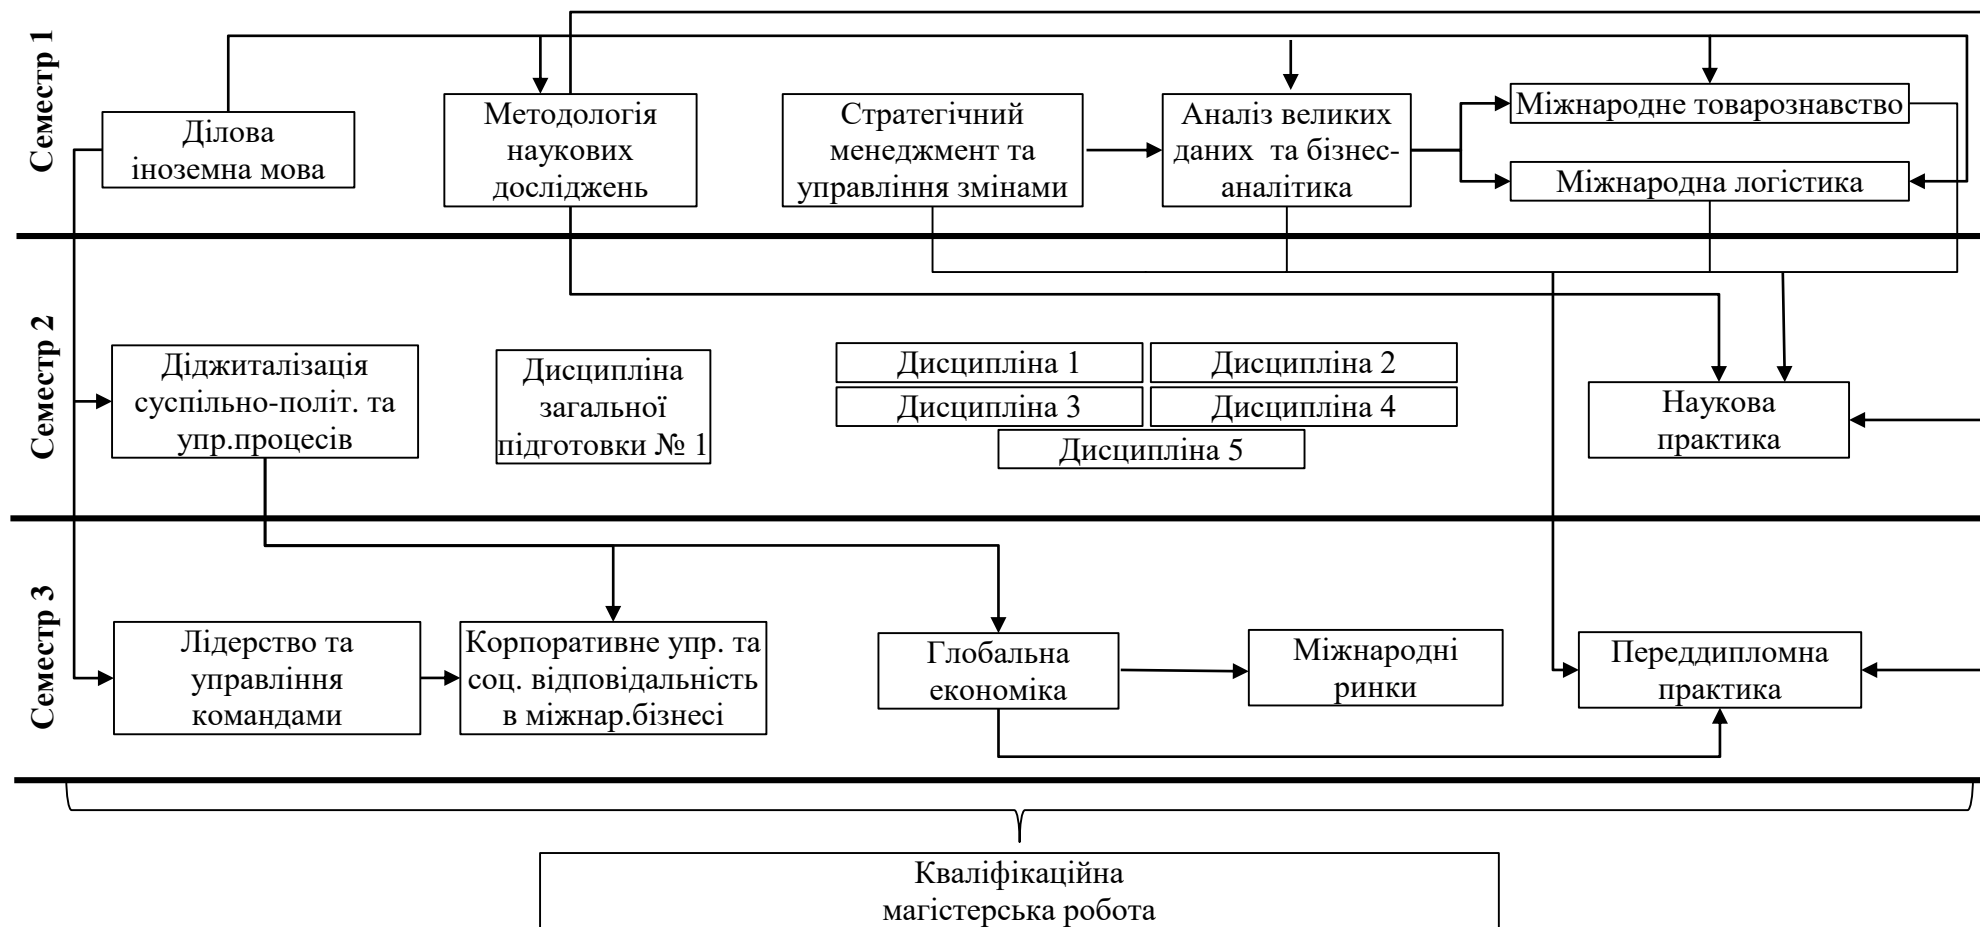 Семестр 1
Ділова
іноземна мова
Методологія
наукових
досліджень
Стратегічний
менеджмент та
управління змінами
Аналіз великих
даних та бізнес-
аналітика
Міжнародне товарознавство
Міжнародна логістика
Семестр 2
Діджиталізація
суспільно-політ. та
упр.процесів
Дисципліна
загальної
підготовки № 1
Дисципліна 1
Дисципліна 2
Дисципліна 3
Дисципліна 4
Дисципліна 5
Наукова
практика
Семестр 3
Лідерство та
управління
командами
Корпоративне упр. та
соц. відповідальність
в міжнар.бізнесі
Глобальна
економіка
Міжнародні
ринки
Переддипломна
практика
Кваліфікаційна
магістерська робота